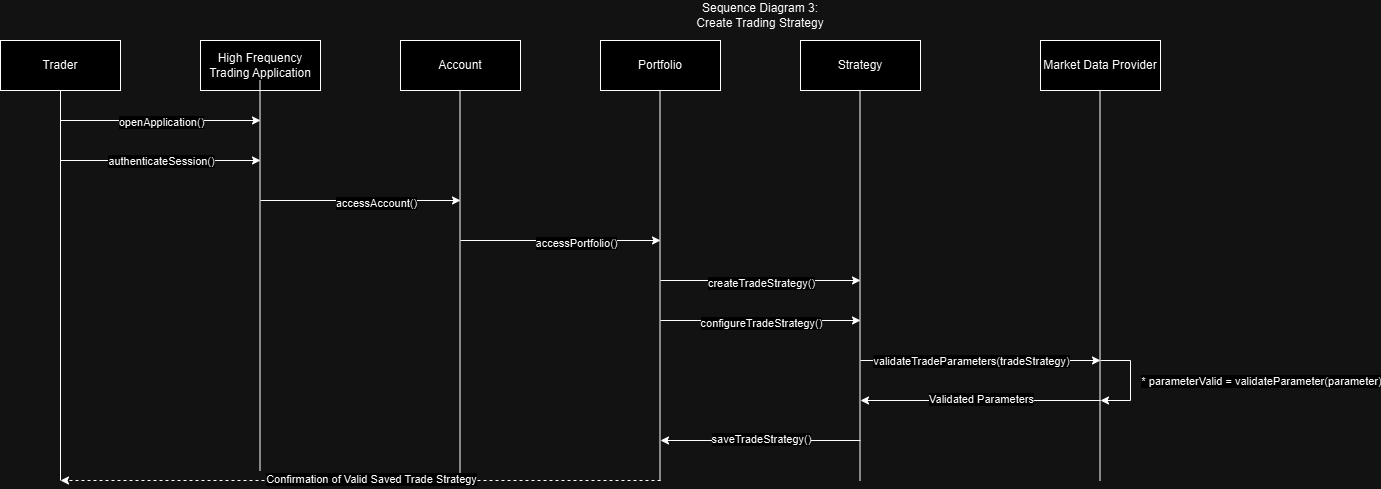 Sequence Diagram 3:
Create Trading Strategy
Trader
High Frequency
Trading Application
Account
Portfolio
Strategy
Market Data Provider
openApplication()
authenticateSession()
accessAccount()
accessPortfolio()
createTradeStrategy()
configureTradeStrategy()
validateTradeParameters(tradeStrategy)
* parameterValid = validateParameter(parameter)
Validated Parameters
saveTradeStrategy()
Confirmation of Valid Saved Trade Strategy